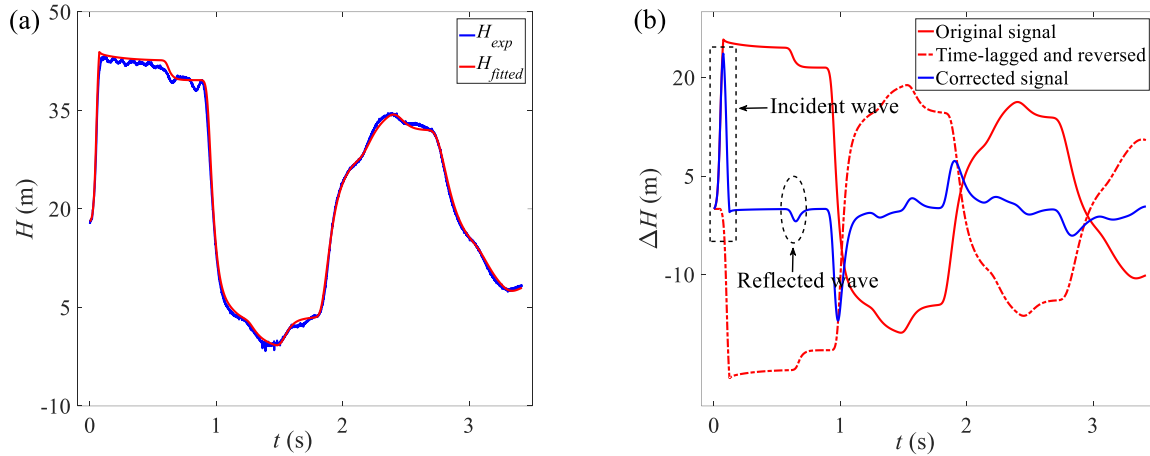 (a)
50
35
20
5
-10
H (m)
0
1
2
3
t (s)
H_exp
H_fitted
(b)
20
5
-10
ΔH (m)
0
1
2
3
t (s)
Original signal
Time-lagged and reversed
Corrected signal
Incident wave
Reflected wave